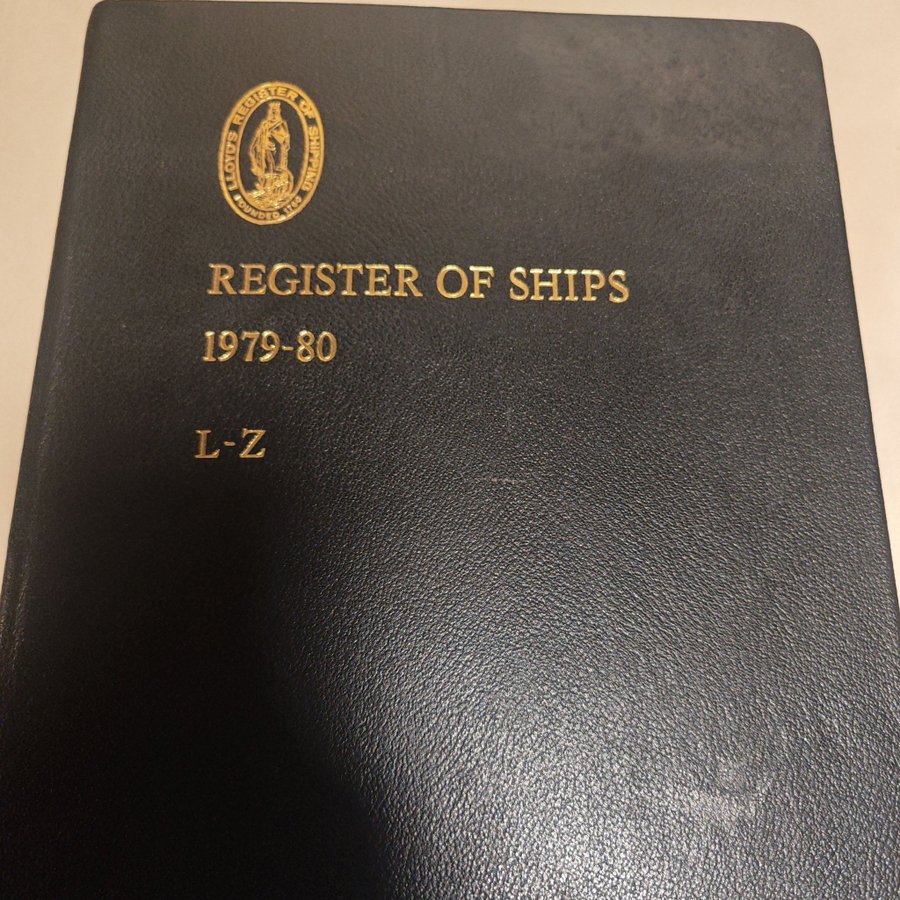 LLOYD'S REGISTER OF SHIPPING
FOUNDED 1760
REGISTER OF SHIPS
1979-80
L-Z